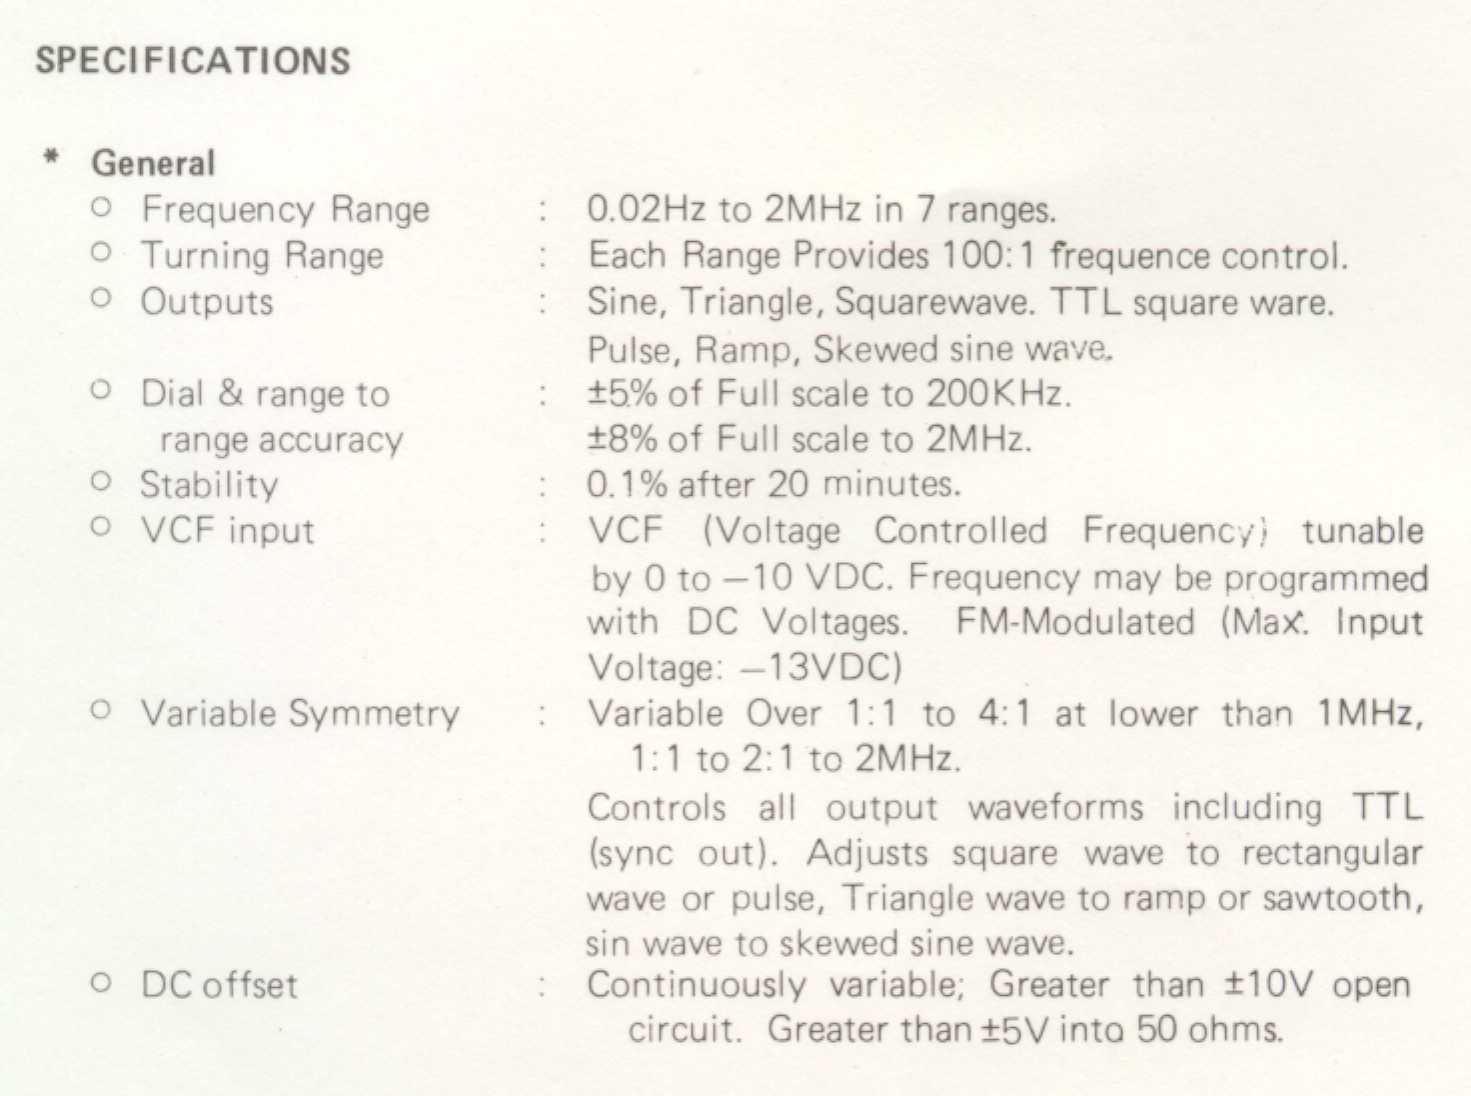 SPECIFICATIONS
* General
○ Frequency Range : 0.02Hz to 2MHz in 7 ranges.
○ Turning Range : Each Range Provides 100:1 frequence control.
○ Outputs : Sine, Triangle, Squarewave. TTL square ware.
Pulse, Ramp, Skewed sine wave.
○ Dial & range to : ±5% of Full scale to 200KHz.
range accuracy ±8% of Full scale to 2MHz.
○ Stability : 0.1% after 20 minutes.
○ VCF input : VCF (Voltage Controlled Frequency) tunable
by 0 to –10 VDC. Frequency may be programmed
with DC Voltages. FM-Modulated (Max. Input
Voltage: –13VDC)
○ Variable Symmetry : Variable Over 1:1 to 4:1 at lower than 1MHz,
1:1 to 2:1 to 2MHz.
Controls all output waveforms including TTL
(sync out). Adjusts square wave to rectangular
wave or pulse, Triangle wave to ramp or sawtooth,
sin wave to skewed sine wave.
○ DC offset : Continuously variable; Greater than ±10V open
circuit. Greater than ±5V into 50 ohms.